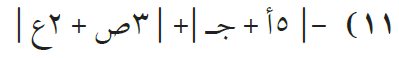 ١١) –|٥أ + جـ|+|٣ص + ٢ع|